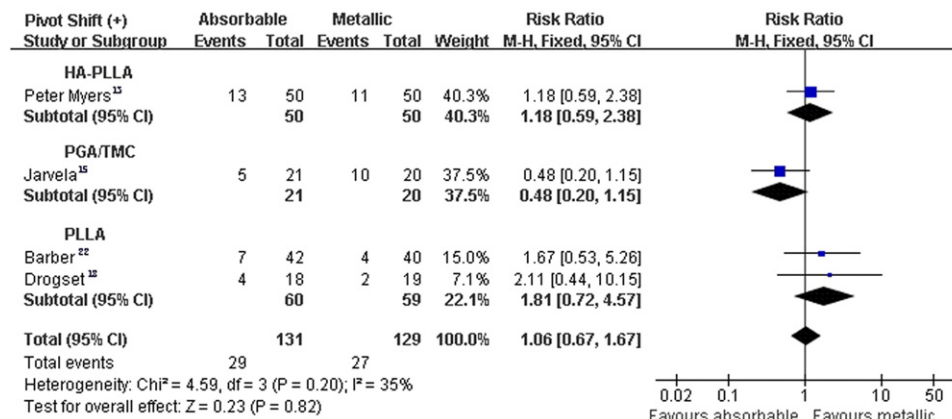 Pivot Shift (+) Absorbable Metallic Risk Ratio Risk Ratio
Study or Subgroup Events Total Events Total Weight M-H, Fixed, 95% CI M-H, Fixed, 95% CI
HA-PLLA
Peter Myers¹³ 13 50 11 50 40.3% 1.18 [0.59, 2.38]
Subtotal (95% CI) 50 50 40.3% 1.18 [0.59, 2.38]
PGA/TMC
Jarvela¹⁵ 5 21 10 20 37.5% 0.48 [0.20, 1.15]
Subtotal (95% CI) 21 20 37.5% 0.48 [0.20, 1.15]
PLLA
Barber²² 7 42 4 40 15.0% 1.67 [0.53, 5.26]
Drogset¹⁸ 4 18 2 19 7.1% 2.11 [0.44, 10.15]
Subtotal (95% CI) 60 59 22.1% 1.81 [0.72, 4.57]
Total (95% CI) 131 129 100.0% 1.06 [0.67, 1.67]
Total events 29 27
Heterogeneity: Chi² = 4.59, df = 3 (P = 0.20); I² = 35%
Test for overall effect: Z = 0.23 (P = 0.82)
0.02 0.1 1 10 50
Favours absorbable Favours metallic